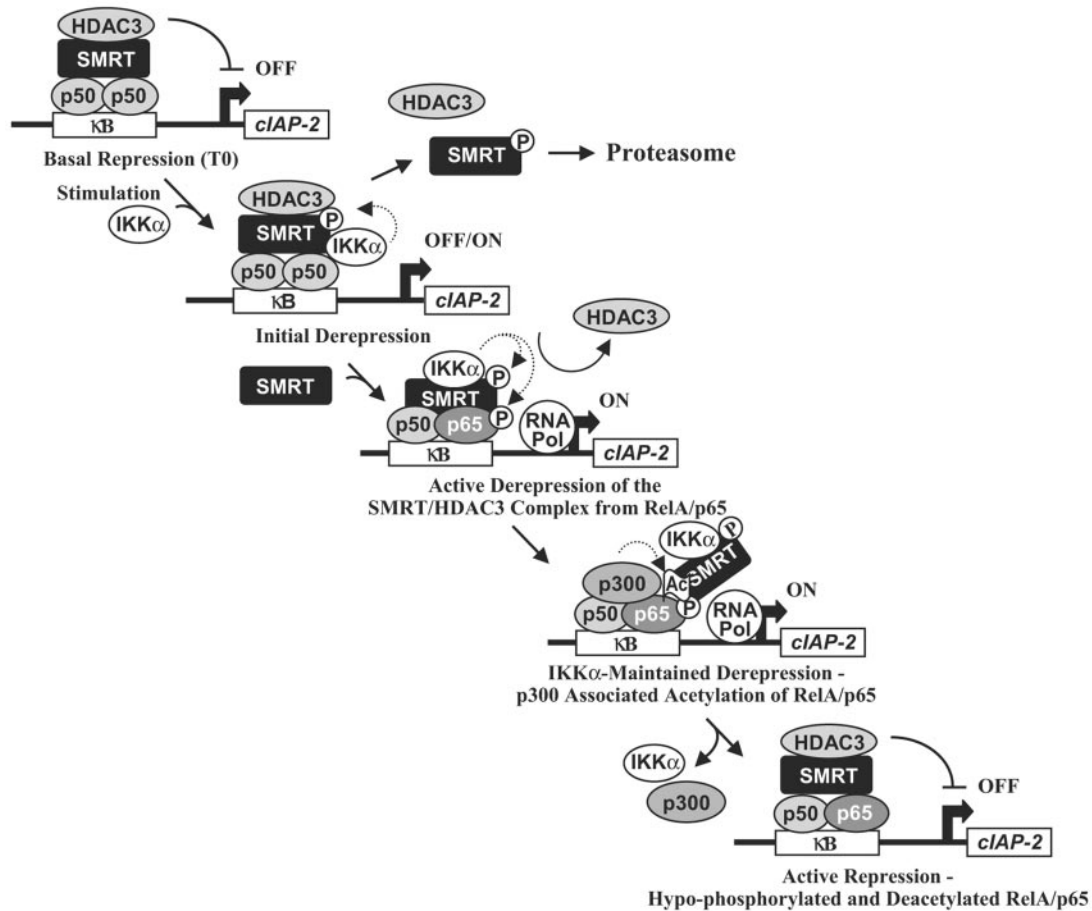 HDAC3
SMRT
OFF
p50 p50
κB
cIAP-2
Basal Repression (T0)
HDAC3
SMRT P
Proteasome
Stimulation
IKKα
HDAC3
P
SMRT
IKKα
OFF/ON
p50 p50
κB
cIAP-2
Initial Derepression
HDAC3
SMRT
IKKα
P
SMRT
P
ON
p50 p65
RNA
Pol
κB
cIAP-2
Active Derepression of the
SMRT/HDAC3 Complex from RelA/p65
IKKα
P
SMRT
p300
Ac
ON
p50 p65
P
RNA
Pol
κB
cIAP-2
IKKα-Maintained Derepression -
p300 Associated Acetylation of RelA/p65
IKKα
p300
HDAC3
SMRT
OFF
p50 p65
κB
cIAP-2
Active Repression -
Hypo-phosphorylated and Deacetylated RelA/p65